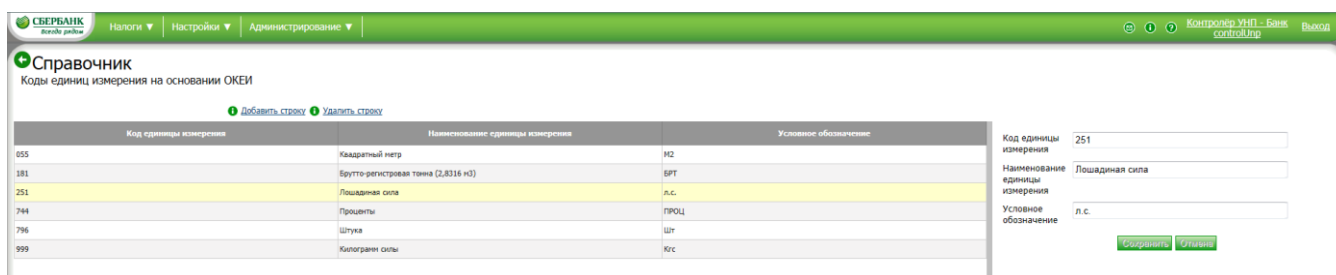 СБЕРБАНК
Всегда рядом
Налоги ▼ Настройки ▼ Администрирование ▼
Контролёр УНП - Банк
controlUnp
Выход
Справочник
Коды единиц измерения на основании ОКЕИ
Добавить строку Удалить строку
Код единицы измерения Наименование единицы измерения Условное обозначение
055 Квадратный метр М2
181 Брутто-регистровая тонна (2,8316 м3) БРТ
251 Лошадиная сила л.с.
744 Проценты ПРОЦ
796 Штука Шт
999 Килограмм силы Кгс
Код единицы
измерения
251
Наименование
единицы
измерения
Лошадиная сила
Условное
обозначение
л.с.
Сохранить Отмена